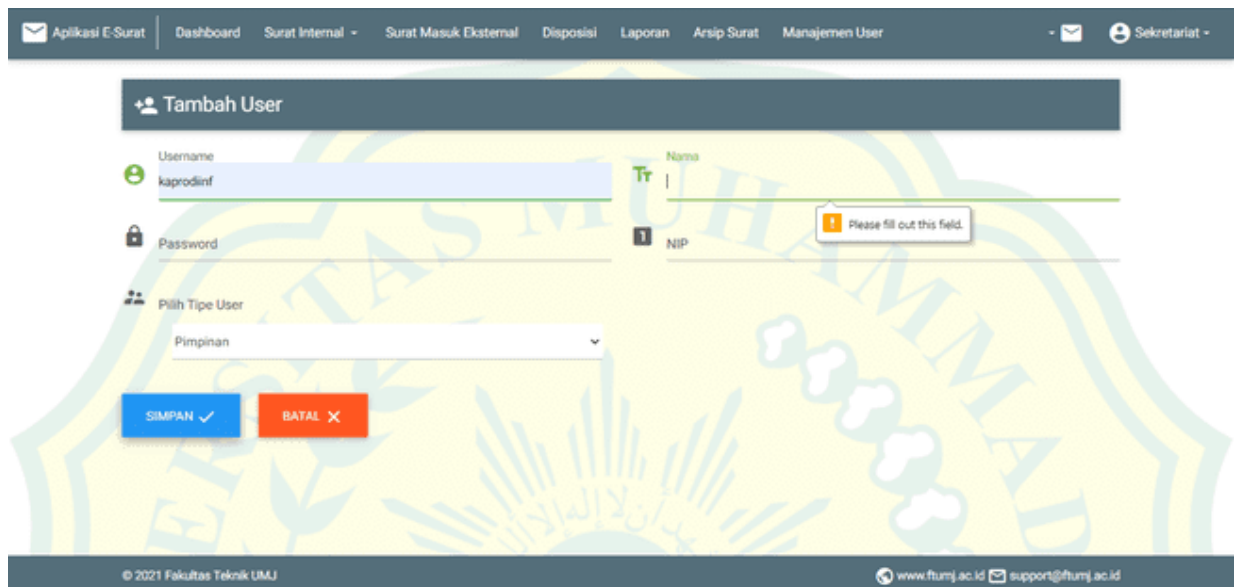 Aplikasi E-Surat Dashboard Surat Internal Surat Masuk Eksternal Disposisi Laporan Arsip Surat Manajemen User Sekretariat
Tambah User
Username Nama
kaprodiinf
Please fill out this field.
Password NIP
Pilih Tipe User
Pimpinan
SIMPAN BATAL
ERSITAS MUHAMMAD
© 2021 Fakultas Teknik UMJ www.ftumj.ac.id support@ftumj.ac.id